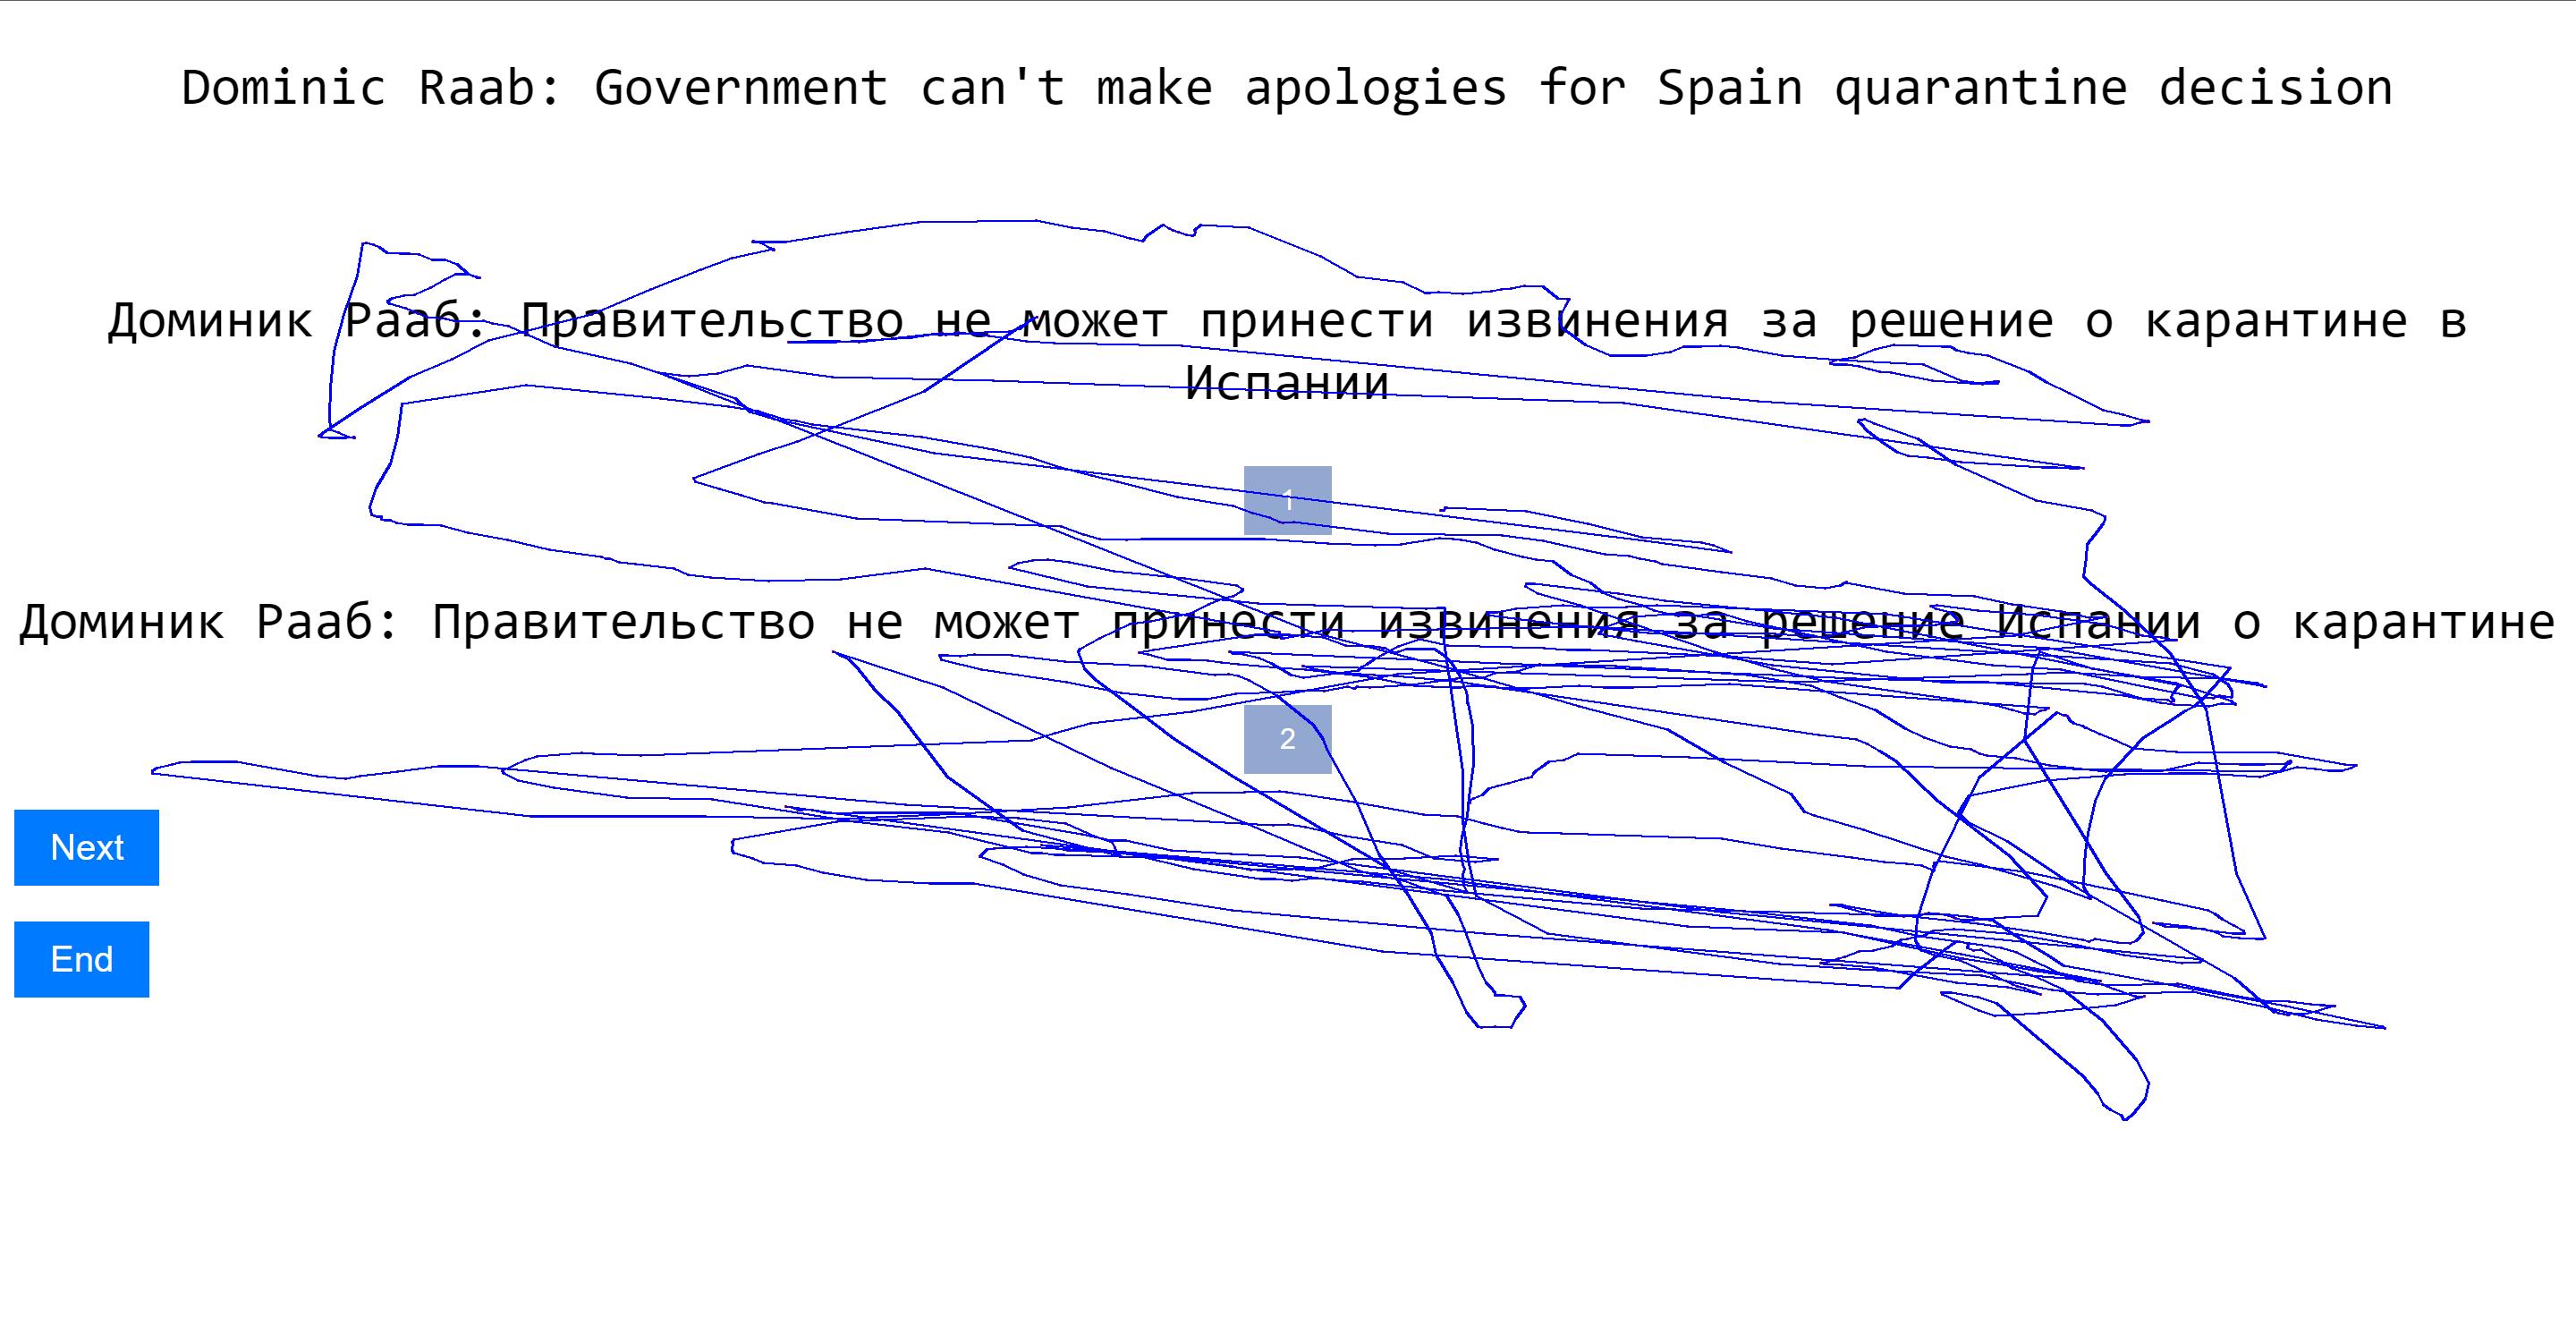 Dominic Raab: Government can't make apologies for Spain quarantine decision
Доминик Рааб: Правительство не может принести извинения за решение о карантине в
Испании
1
Доминик Рааб: Правительство не может принести извинения за решение Испании о карантине
2
Next
End